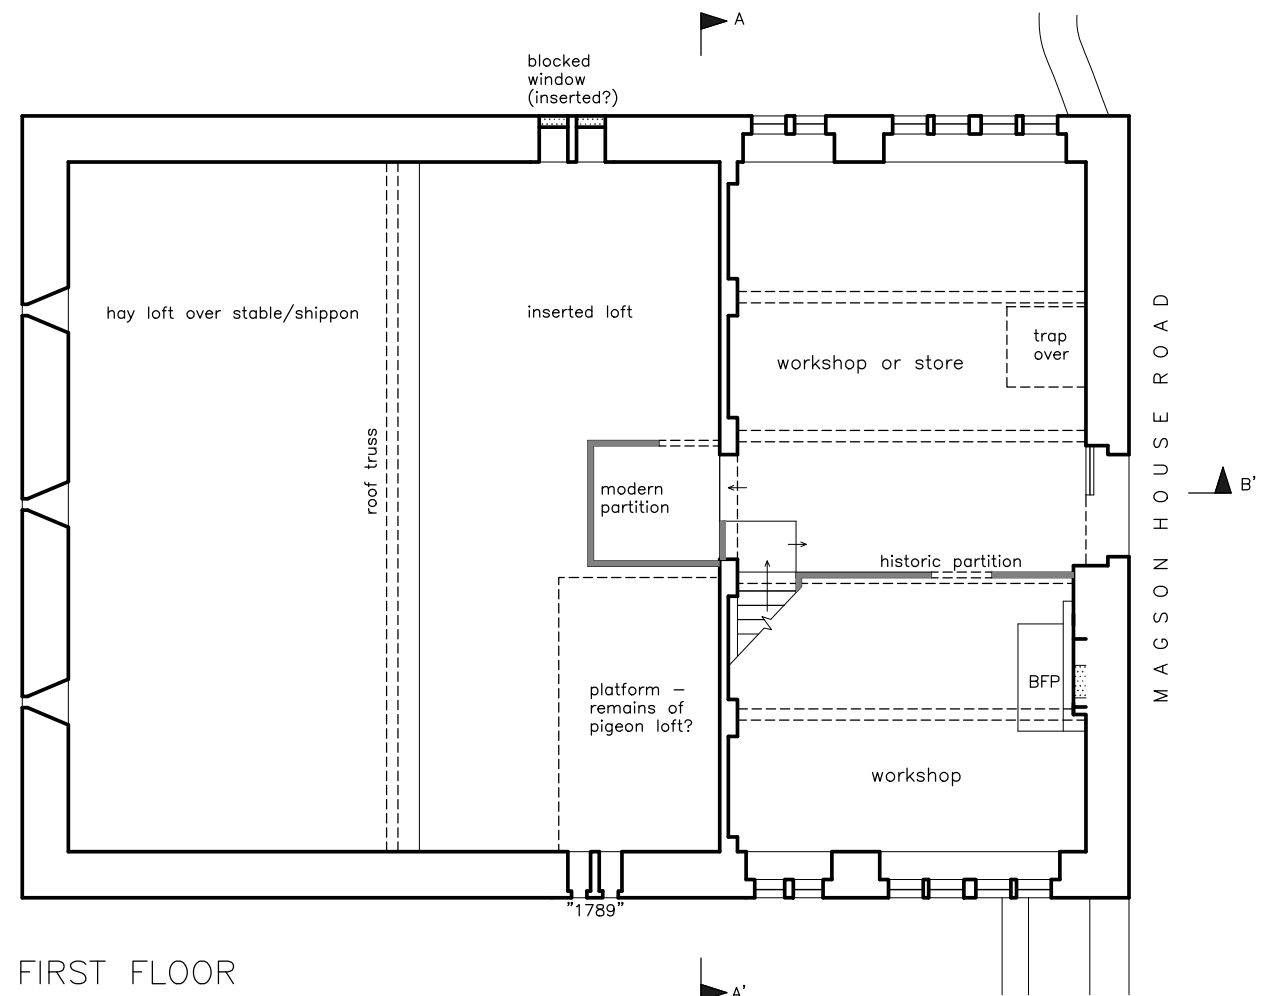 A
blocked
window
(inserted?)
hay loft over stable/shippon
inserted loft
workshop or store
trap
over
roof truss
modern
partition
historic partition
MAGSON HOUSE ROAD
B'
platform –
remains of
pigeon loft?
BFP
workshop
"1789"
FIRST FLOOR
A'